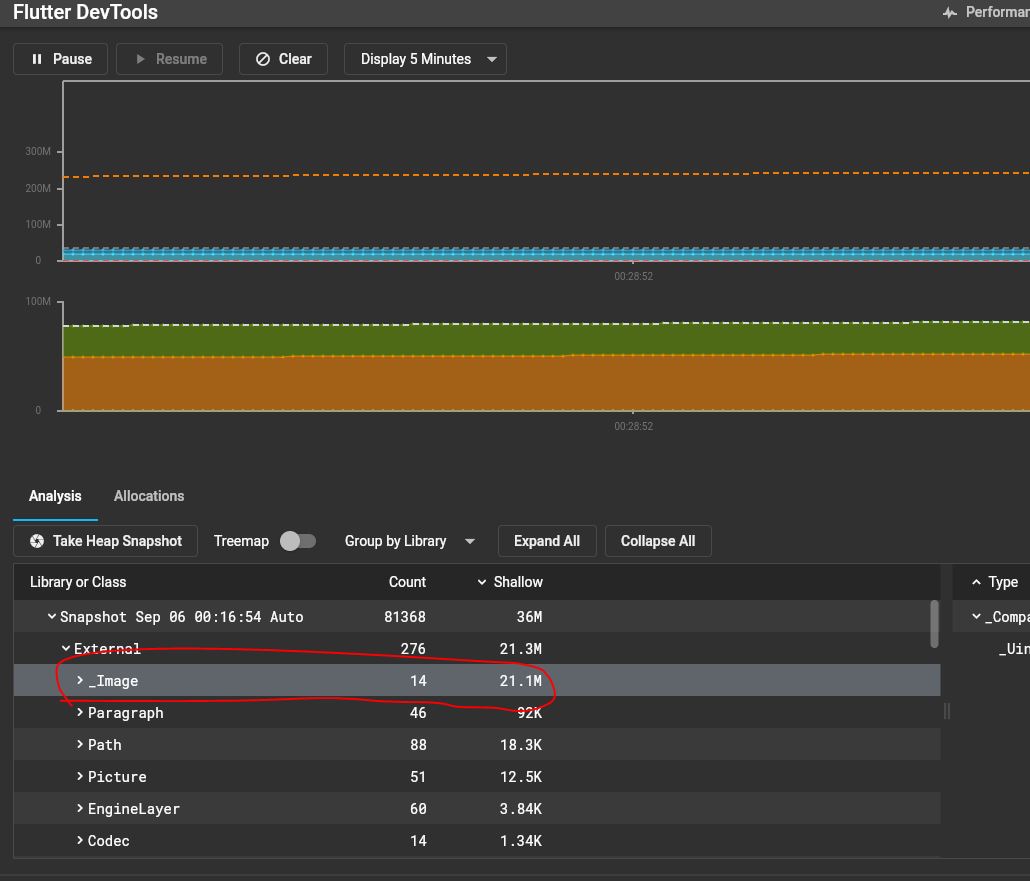 Flutter DevTools
Performan
Pause Resume Clear Display 5 Minutes
300M
200M
100M
0
00:28:52
100M
0
00:28:52
Analysis Allocations
Take Heap Snapshot Treemap Group by Library Expand All Collapse All
Library or Class Count Shallow Type
Snapshot Sep 06 00:16:54 Auto 81368 36M _Compa
External 276 21.3M _Uin
_Image 14 21.1M
Paragraph 46 92K
Path 88 18.3K
Picture 51 12.5K
EngineLayer 60 3.84K
Codec 14 1.34K